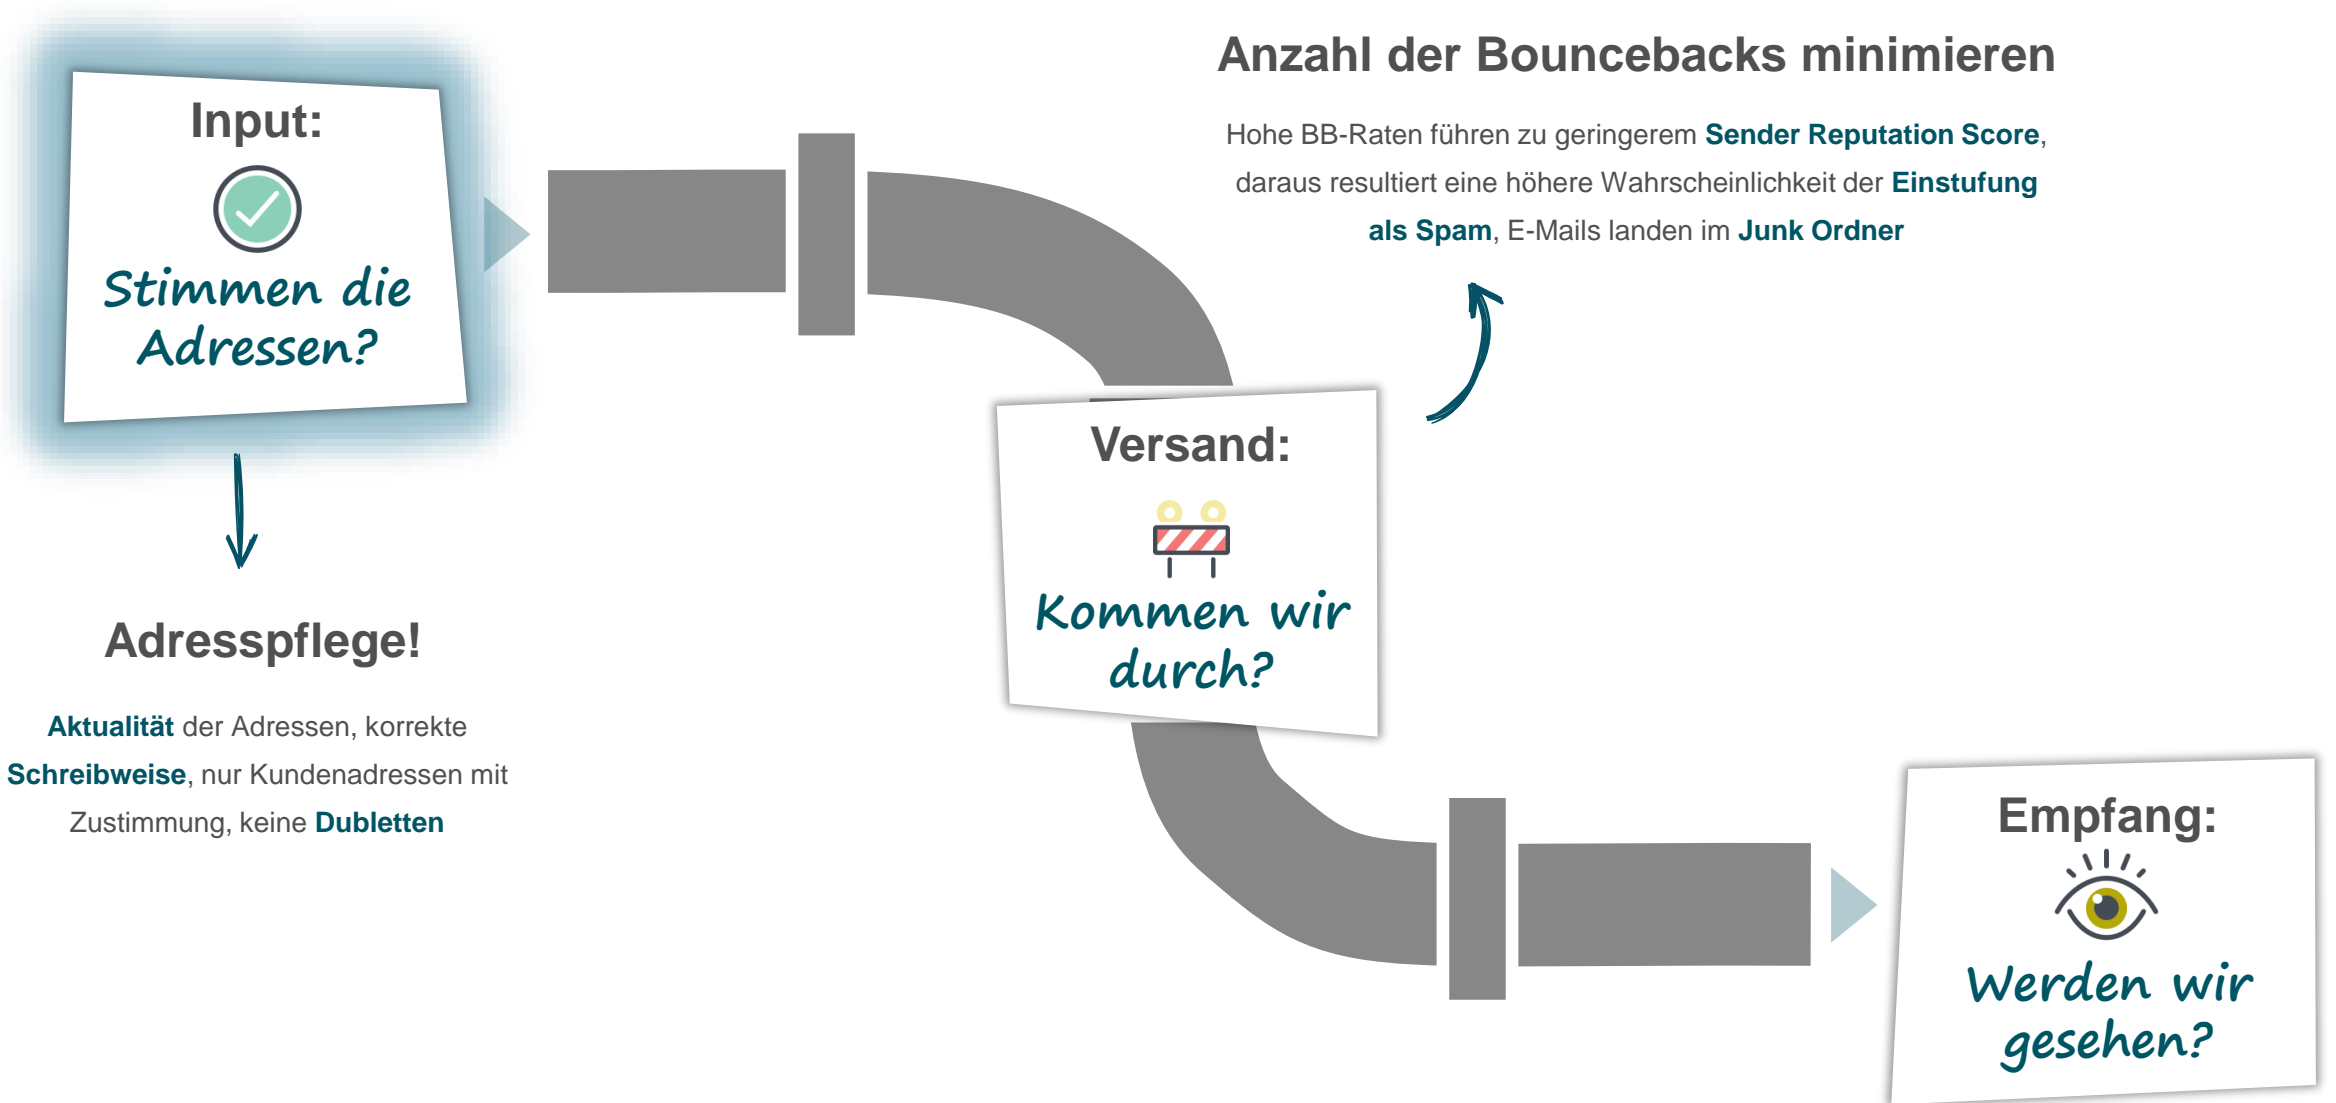 Input:
Stimmen die
Adressen?
Adresspflege!
Aktualität der Adressen, korrekte
Schreibweise, nur Kundenadressen mit
Zustimmung, keine Dubletten
Anzahl der Bouncebacks minimieren
Hohe BB-Raten führen zu geringerem Sender Reputation Score,
daraus resultiert eine höhere Wahrscheinlichkeit der Einstufung
als Spam, E-Mails landen im Junk Ordner
Versand:
Kommen wir
durch?
Empfang:
Werden wir
gesehen?